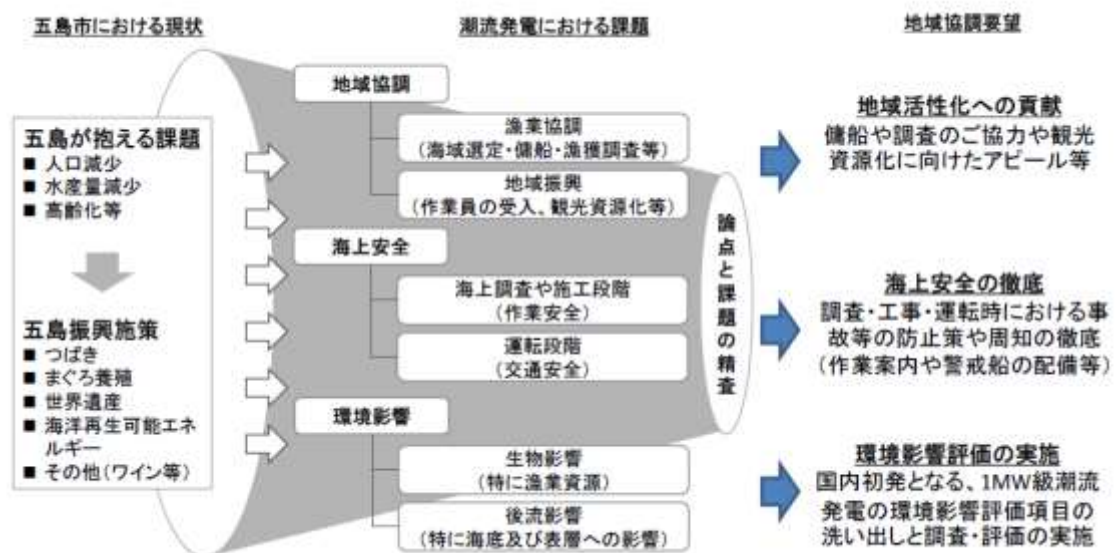 五島市における現状
潮流発電における課題
地域協調要望
五島が抱える課題
■ 人口減少
■ 水産量減少
■ 高齢化等
五島振興施策
■ つばき
■ まぐろ養殖
■ 世界遺産
■ 海洋再生可能エネ
ルギー
■ その他（ワイン等）
地域協調
漁業協調
（海域選定・傭船・漁獲調査等）
地域振興
（作業員の受入、観光資源化等）
海上安全
海上調査や施工段階
（作業安全）
運転段階
（交通安全）
環境影響
生物影響
（特に漁業資源）
後流影響
（特に海底及び表層への影響）
論点と課題の精査
地域活性化への貢献
傭船や調査のご協力や観光
資源化に向けたアピール等
海上安全の徹底
調査・工事・運転時における事
故等の防止策や周知の徹底
（作業案内や警戒船の配備等）
環境影響評価の実施
国内初発となる、1MW級潮流
発電の環境影響評価項目の
洗い出しと調査・評価の実施